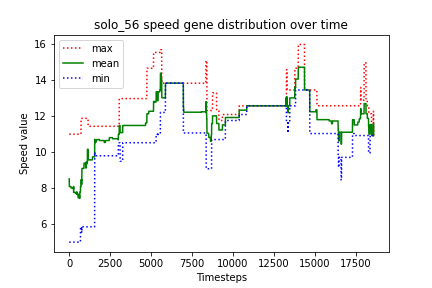 solo_56 speed gene distribution over time
max
mean
min
Speed value
16
14
12
10
8
6
0 2500 5000 7500 10000 12500 15000 17500
Timesteps